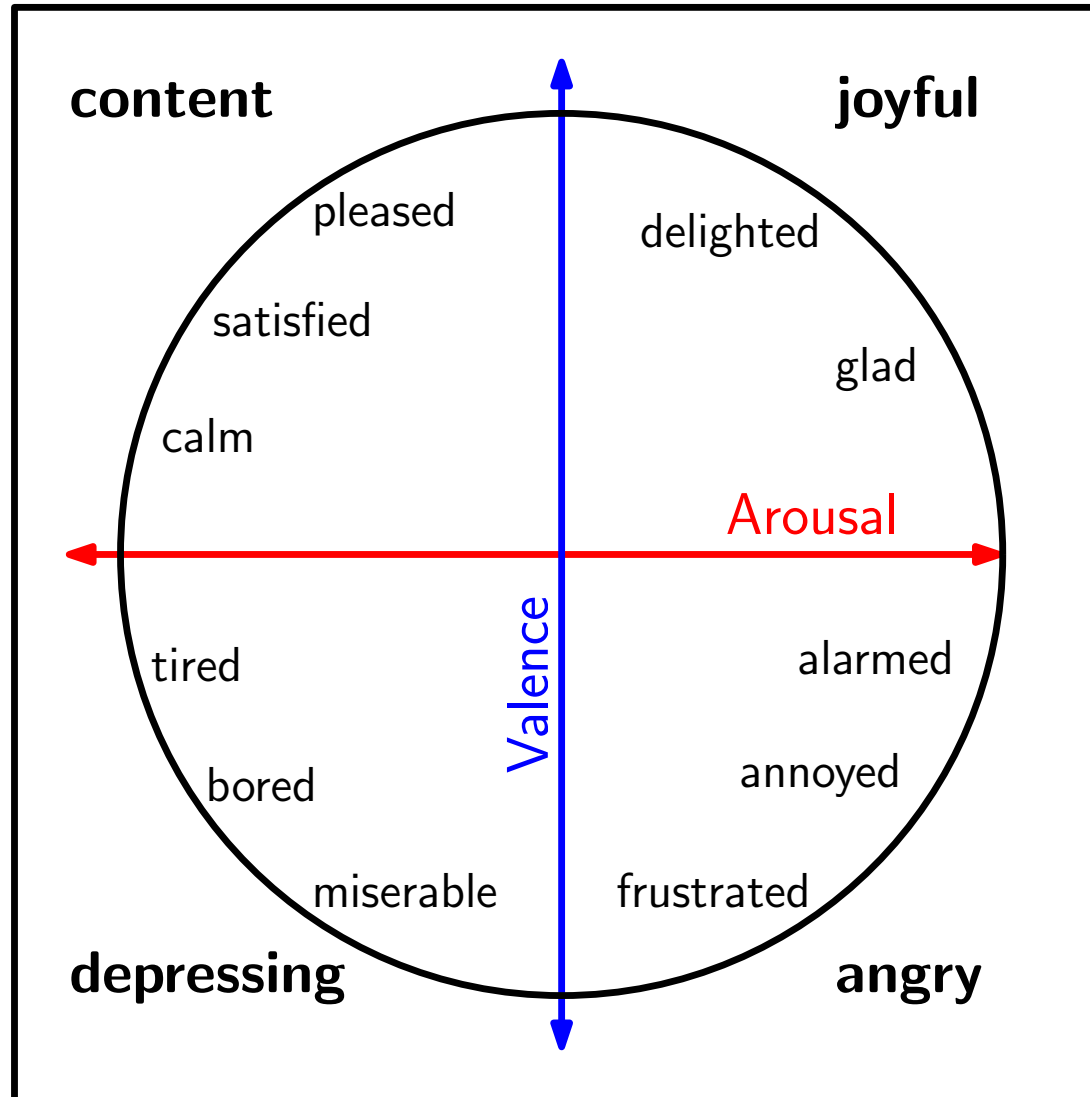 content
joyful
pleased
delighted
satisfied
glad
calm
Arousal
Valence
tired
alarmed
bored
annoyed
miserable
frustrated
depressing
angry